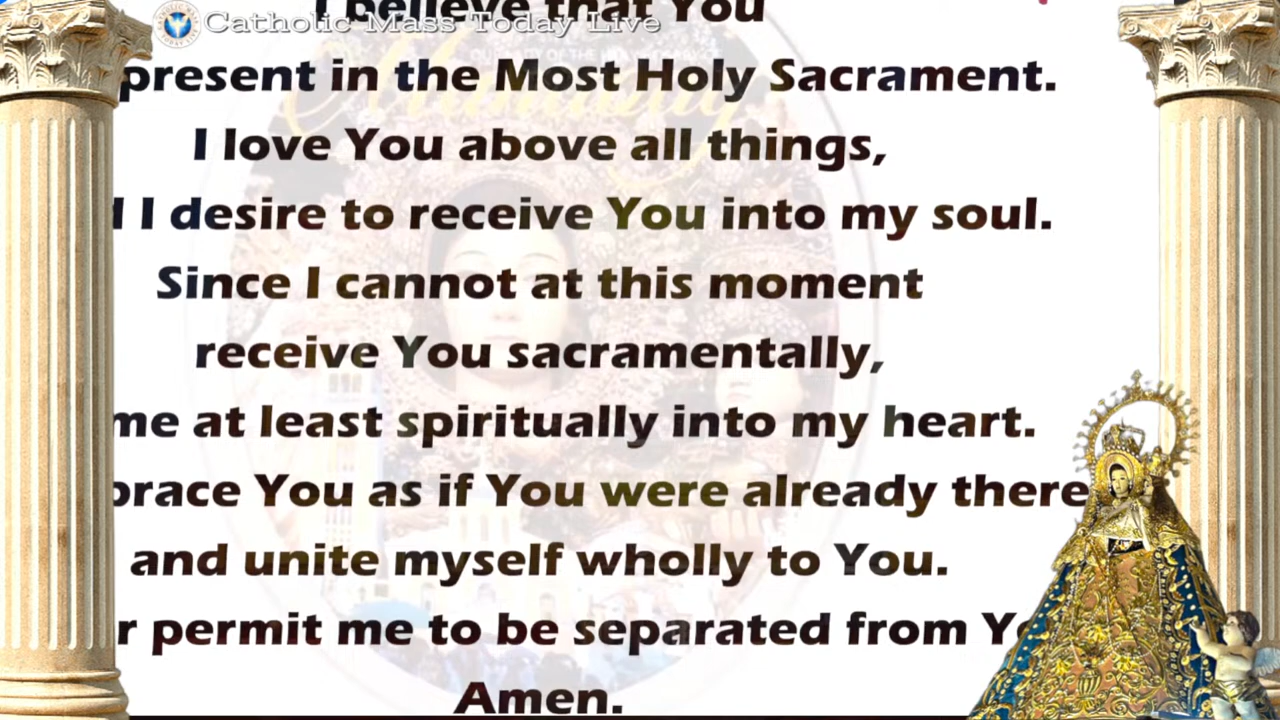 I believe that You
Catholic Mass Today Live
present in the Most Holy Sacrament.
I love You above all things,
I desire to receive You into my soul.
Since I cannot at this moment
receive You sacramentally,
me at least spiritually into my heart.
brace You as if You were already there
and unite myself wholly to You.
r permit me to be separated from Yo
Amen.